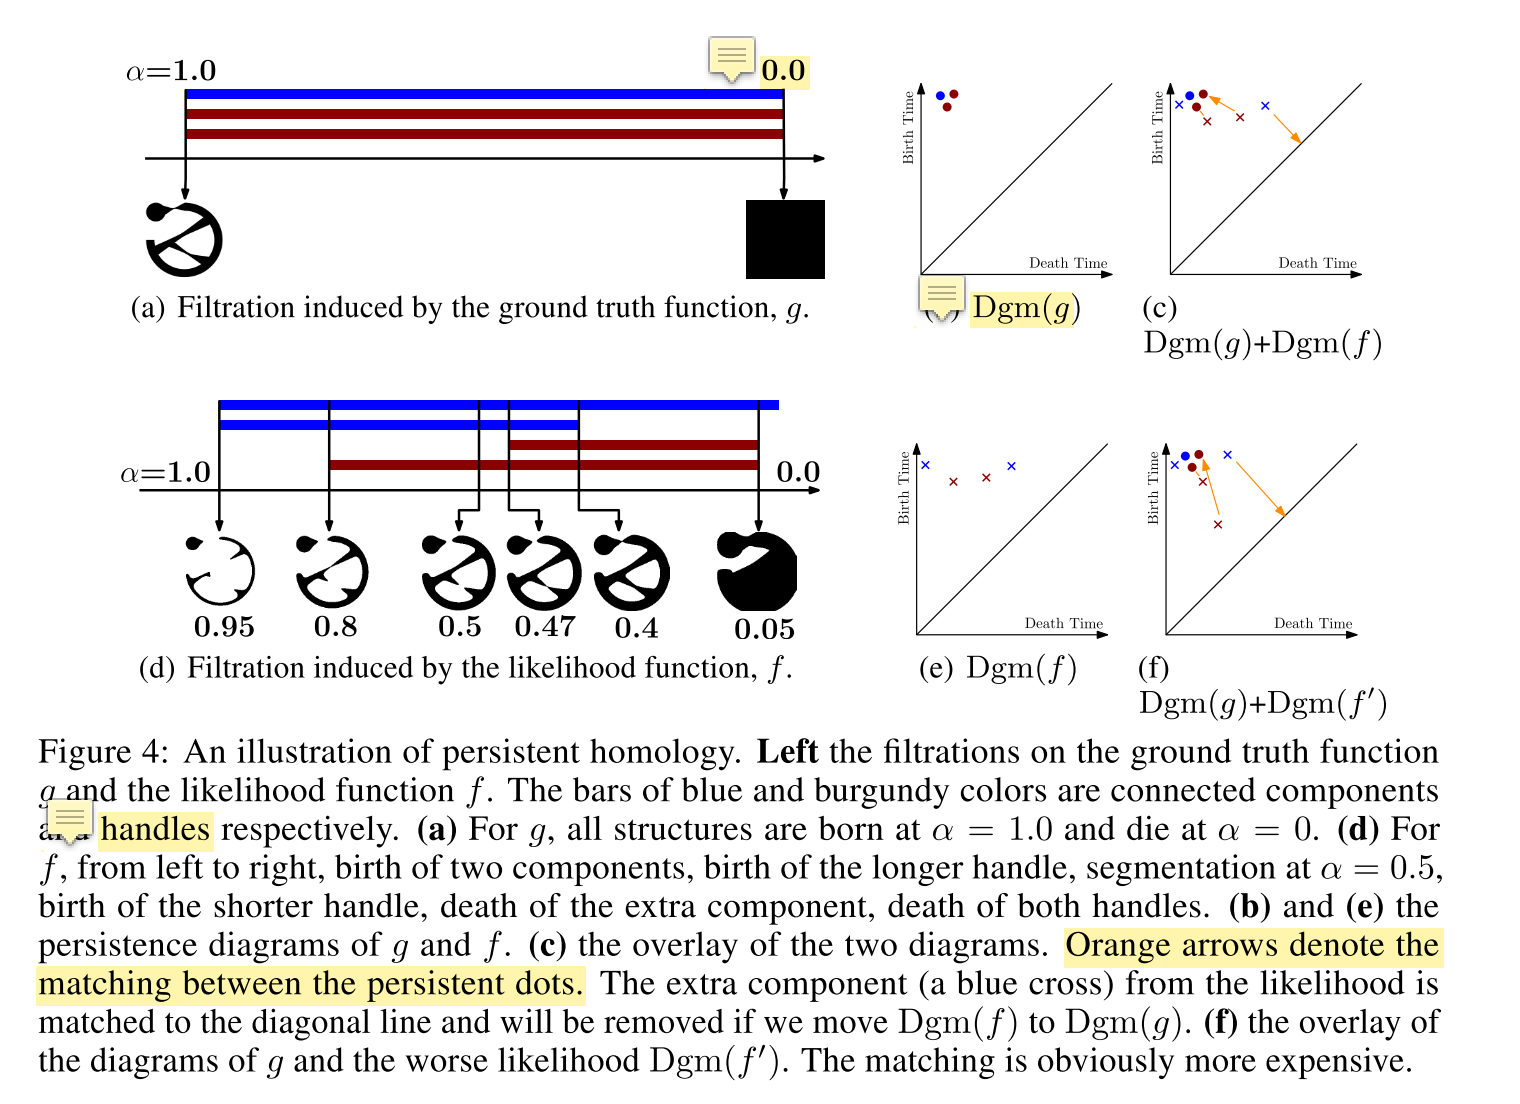 α=1.0
0.0
(a) Filtration induced by the ground truth function, g.
Birth Time
Death Time
Dgm(g)
Birth Time
Death Time
(c)
Dgm(g)+Dgm(f)
α=1.0
0.0
0.95 0.8 0.5 0.47 0.4 0.05
(d) Filtration induced by the likelihood function, f.
Birth Time
Death Time
(e) Dgm(f)
Birth Time
Death Time
(f)
Dgm(g)+Dgm(f′)
Figure 4: An illustration of persistent homology. Left the filtrations on the ground truth function
g and the likelihood function f. The bars of blue and burgundy colors are connected components
handles respectively. (a) For g, all structures are born at α = 1.0 and die at α = 0. (d) For
f, from left to right, birth of two components, birth of the longer handle, segmentation at α = 0.5,
birth of the shorter handle, death of the extra component, death of both handles. (b) and (e) the
persistence diagrams of g and f. (c) the overlay of the two diagrams. Orange arrows denote the
matching between the persistent dots. The extra component (a blue cross) from the likelihood is
matched to the diagonal line and will be removed if we move Dgm(f) to Dgm(g). (f) the overlay of
the diagrams of g and the worse likelihood Dgm(f′). The matching is obviously more expensive.